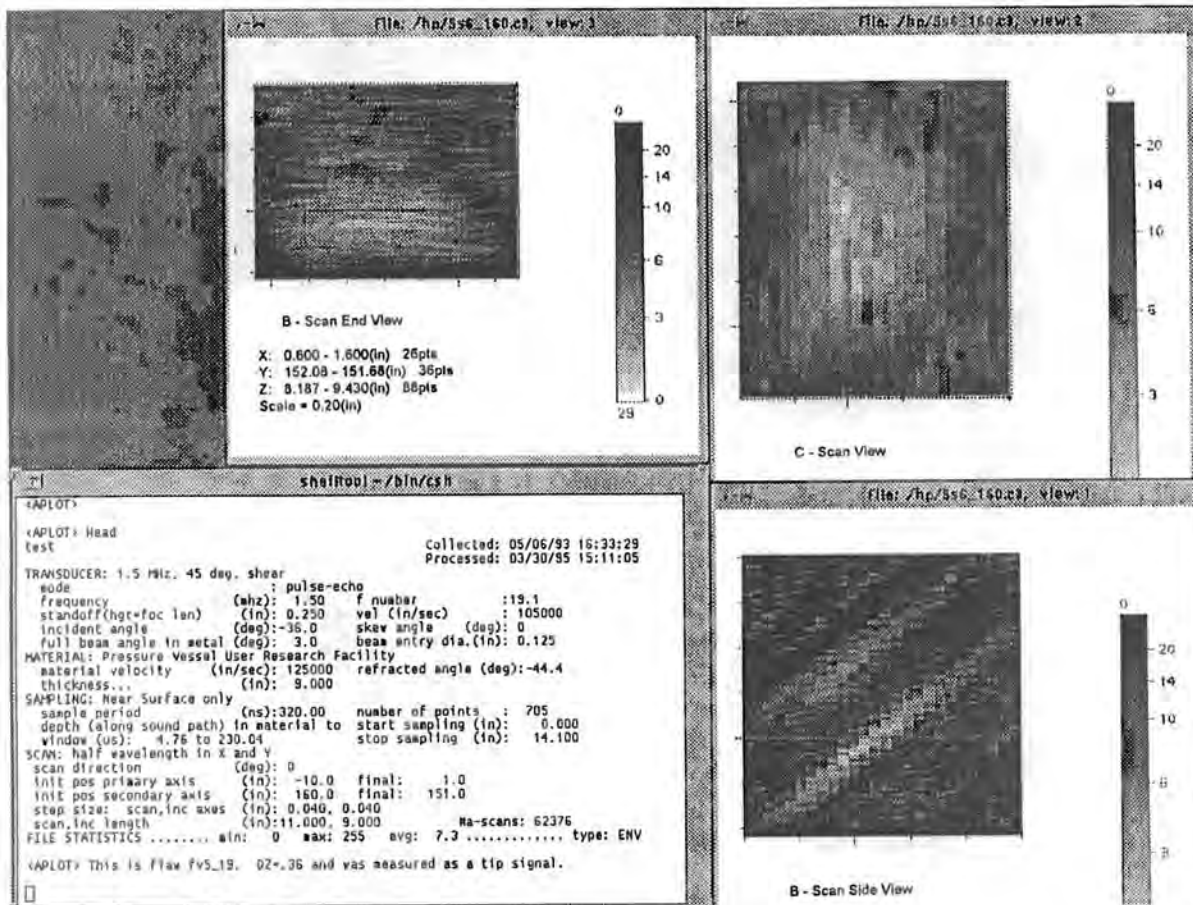 File: /hp/5s6_160.c3, view:3
0
20
14
10
6
3
0
29
B - Scan End View
X: 0.600 - 1.600(in) 26pts
Y: 152.08 - 151.68(in) 36pts
Z: 8.187 - 9.430(in) 88pts
Scale = 0.20(in)
File: /hp/5s6_160.c3, view:2
0
20
14
10
6
3
C - Scan View
shelltool - /bin/csh
<APLOT>
<APLOT> Head
test
Collected: 05/06/93 16:33:29
Processed: 03/30/95 15:11:05
TRANSDUCER: 1.5 MHz, 45 deg. shear
mode : pulse-echo
frequency (mhz): 1.50 f number :19.1
standoff(hgt+foc len) (in): 0.250 vel (in/sec) : 105000
incident angle (deg):-36.0 skew angle (deg): 0
full beam angle in metal (deg): 3.0 beam entry dia.(in): 0.125
MATERIAL: Pressure Vessel User Research Facility
material velocity (in/sec): 125000 refracted angle (deg):-44.4
thickness... (in): 9.000
SAMPLING: Near Surface only
sample period (ns):320.00 number of points : 705
depth (along sound path) in material to start sampling (in): 0.000
window (us): 4.76 to 230.04 stop sampling (in): 14.100
SCAN: half wavelength in X and Y
scan direction (deg): 0
init pos primary axis (in): -10.0 final: 1.0
init pos secondary axis (in): 160.0 final: 151.0
step size: scan,inc axes (in): 0.040, 0.040
scan,inc length (in):11.000, 9.000 Na-scans: 62376
FILE STATISTICS ........ min: 0 max: 255 avg: 7.3 ............. type: ENV
<APLOT> This is flaw fv5_19. DZ=.36 and was measured as a tip signal.
File: /hp/5s6_160.c3, view:1
0
20
14
10
6
3
B - Scan Side View